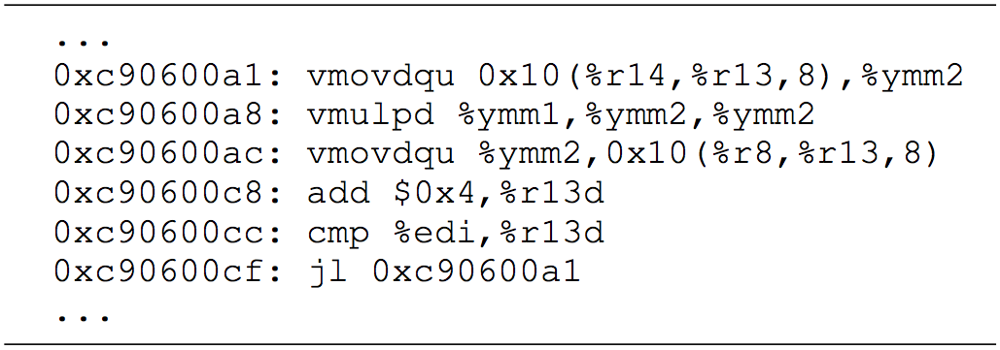 ...
0xc90600a1: vmovdqu 0x10(%r14,%r13,8),%ymm2
0xc90600a8: vmulpd %ymm1,%ymm2,%ymm2
0xc90600ac: vmovdqu %ymm2,0x10(%r8,%r13,8)
0xc90600c8: add $0x4,%r13d
0xc90600cc: cmp %edi,%r13d
0xc90600cf: jl 0xc90600a1
...